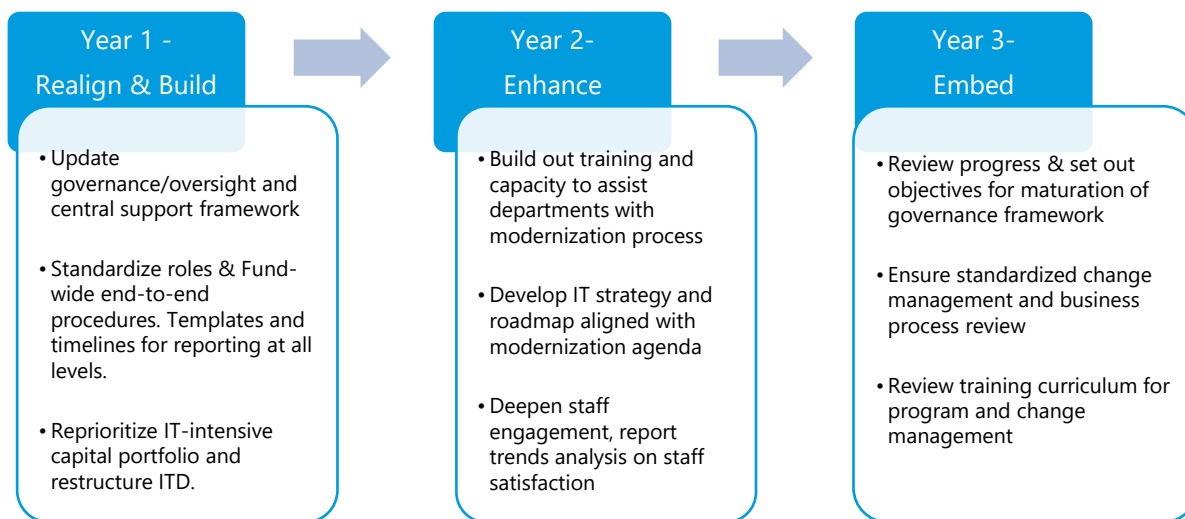 Year 1 -
Realign & Build
• Update
governance/oversight and
central support framework
• Standardize roles & Fund-
wide end-to-end
procedures. Templates and
timelines for reporting at all
levels.
• Reprioritize IT-intensive
capital portfolio and
restructure ITD.
Year 2-
Enhance
• Build out training and
capacity to assist
departments with
modernization process
• Develop IT strategy and
roadmap aligned with
modernization agenda
• Deepen staff
engagement, report
trends analysis on staff
satisfaction
Year 3-
Embed
• Review progress & set out
objectives for maturation of
governance framework
• Ensure standardized change
management and business
process review
• Review training curriculum for
program and change
management